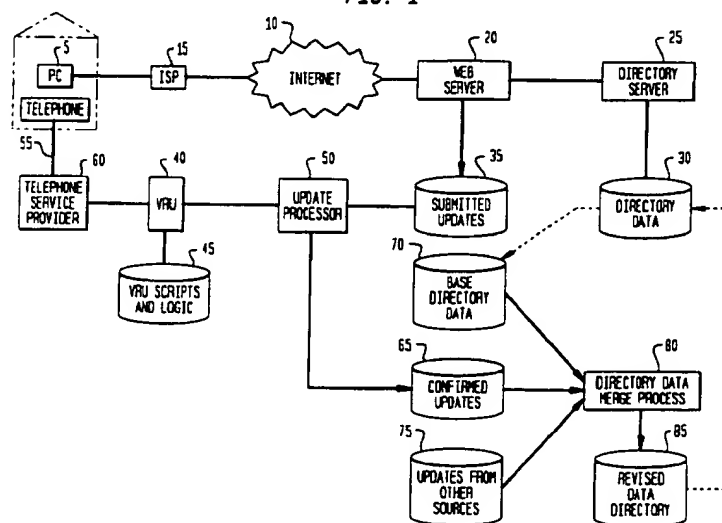 FIG. 1
5
PC
TELEPHONE
15
ISP
10
INTERNET
20
WEB
SERVER
25
DIRECTORY
SERVER
55
60
TELEPHONE
SERVICE
PROVIDER
40
VRU
50
UPDATE
PROCESSOR
35
SUBMITTED
UPDATES
30
DIRECTORY
DATA
45
VRU SCRIPTS
AND LOGIC
70
BASE
DIRECTORY
DATA
65
CONFIRMED
UPDATES
80
DIRECTORY DATA
MERGE PROCESS
75
UPDATES FROM
OTHER
SOURCES
85
REVISED
DATA
DIRECTORY